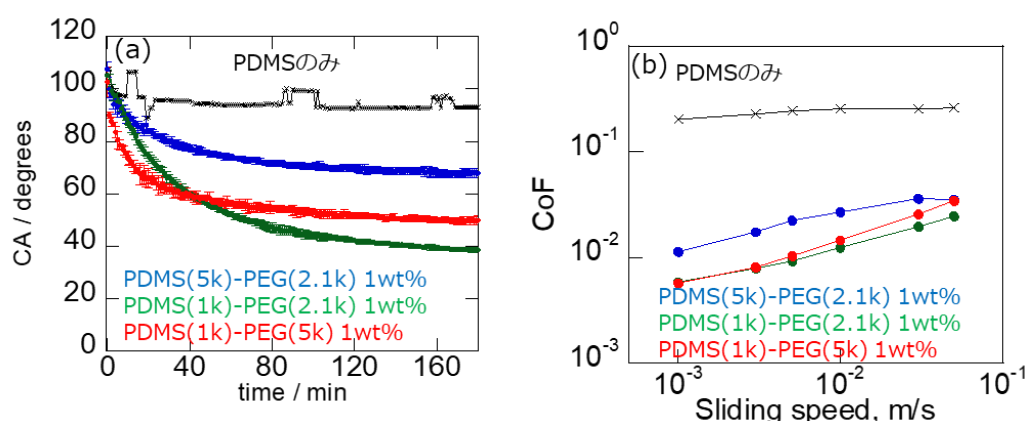 (a)
PDMSのみ
120
100
80
60
40
20
0
CA / degrees
PDMS(5k)-PEG(2.1k) 1wt%
PDMS(1k)-PEG(2.1k) 1wt%
PDMS(1k)-PEG(5k) 1wt%
0 40 80 120 160
time / min
(b)
PDMSのみ
10⁰
10⁻¹
10⁻²
10⁻³
CoF
PDMS(5k)-PEG(2.1k) 1wt%
PDMS(1k)-PEG(2.1k) 1wt%
PDMS(1k)-PEG(5k) 1wt%
10⁻³ 10⁻² 10⁻¹
Sliding speed, m/s